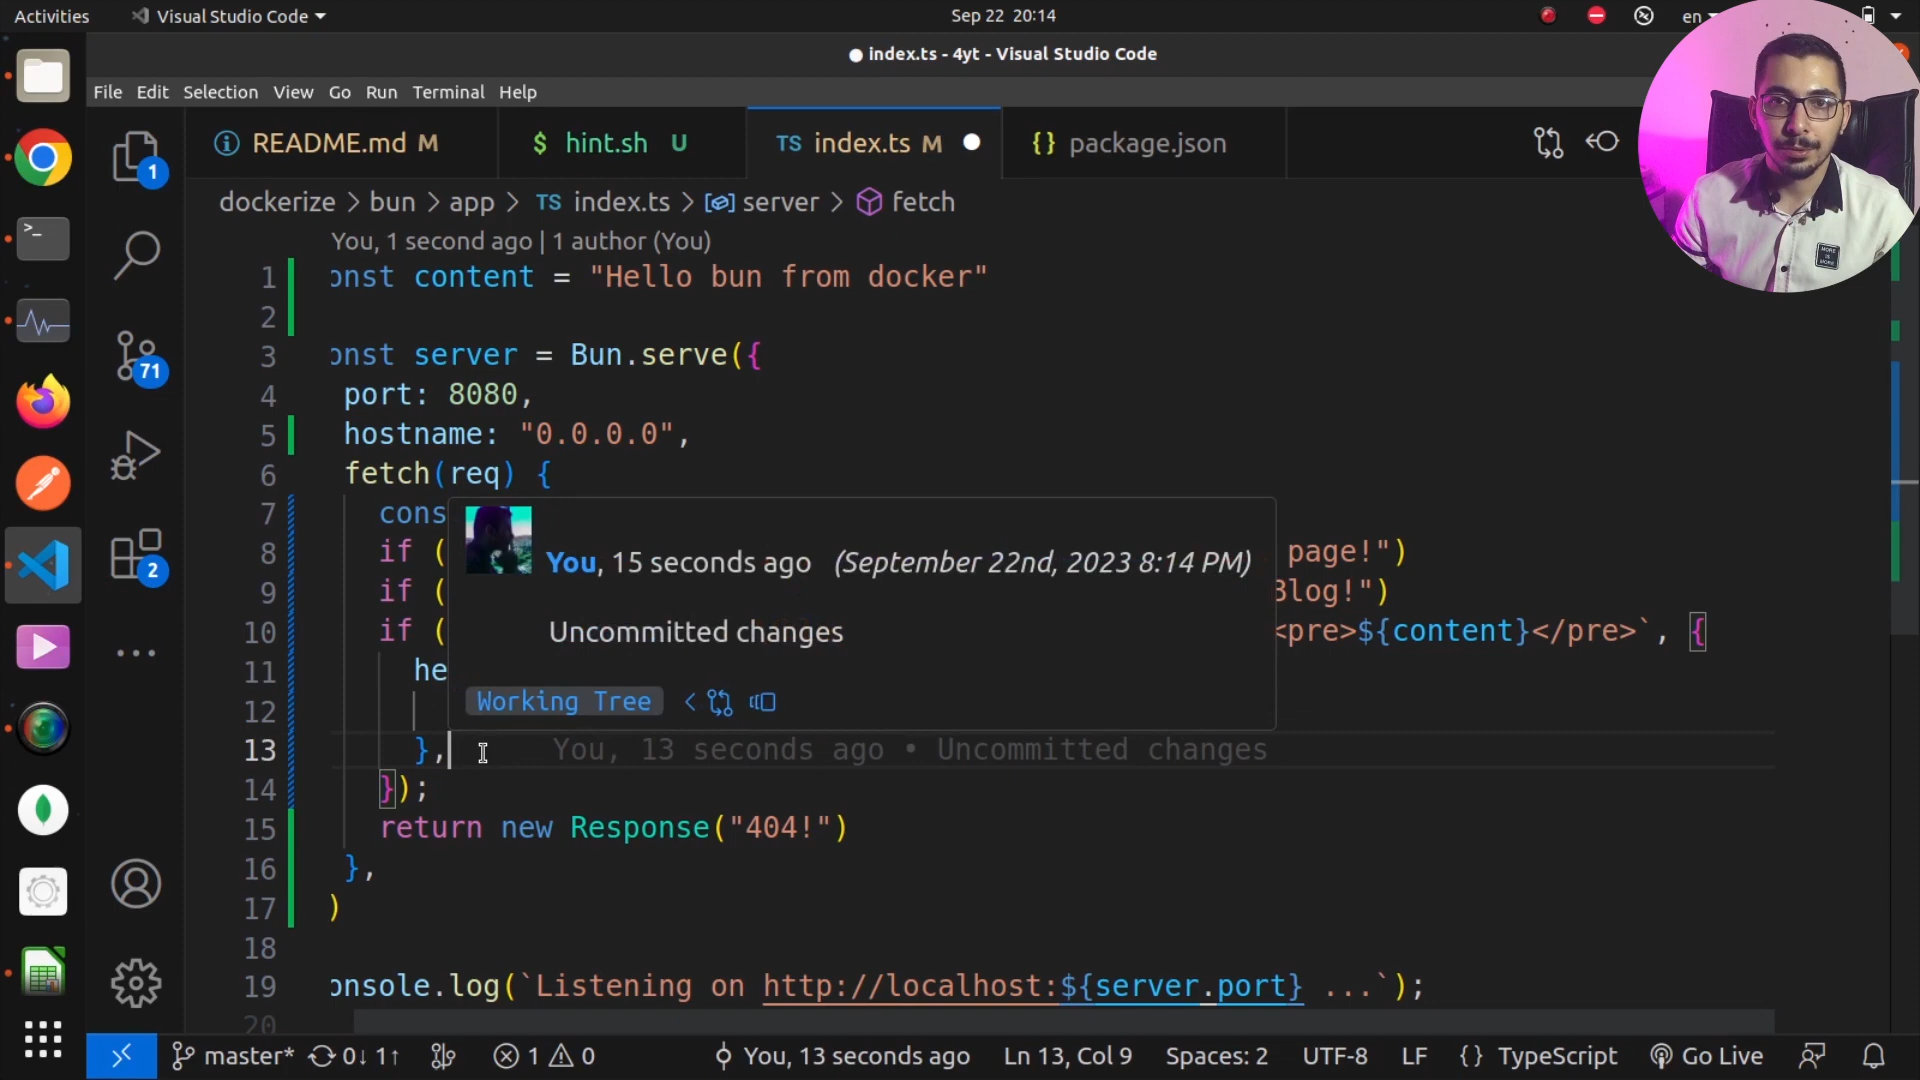 Activities
Visual Studio Code
Sep 22 20:14
en
● index.ts - 4yt - Visual Studio Code
File Edit Selection View Go Run Terminal Help
README.md M
$ hint.sh U
TS index.ts M
{} package.json
dockerize > bun > app > TS index.ts > server > fetch
You, 1 second ago | 1 author (You)
1 onst content = "Hello bun from docker"
2
3 onst server = Bun.serve({
4 port: 8080,
5 hostname: "0.0.0.0",
6 fetch(req) {
7 cons
8 if ( page!")
9 if ( Blog!")
10 if ( <pre>${content}</pre>`, {
11 he
12
13 }, You, 13 seconds ago • Uncommitted changes
14 });
15 return new Response("404!")
16 },
17 )
18
19 onsole.log(`Listening on http://localhost:${server.port} ...`);
20
You, 15 seconds ago (September 22nd, 2023 8:14 PM)
Uncommitted changes
Working Tree
1
71
2
MORE IS MORE
master* 0↓ 1↑ 1 0 You, 13 seconds ago Ln 13, Col 9 Spaces: 2 UTF-8 LF {} TypeScript Go Live